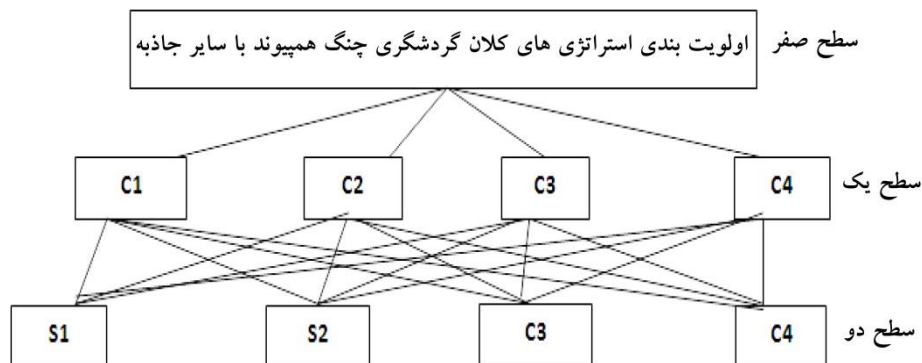 اولویت بندی استراتژی های کلان گردشگری چنگ همپیوند با سایر جاذبه
سطح صفر
C1 C2 C3 C4
سطح یک
S1 S2 C3 C4
سطح دو